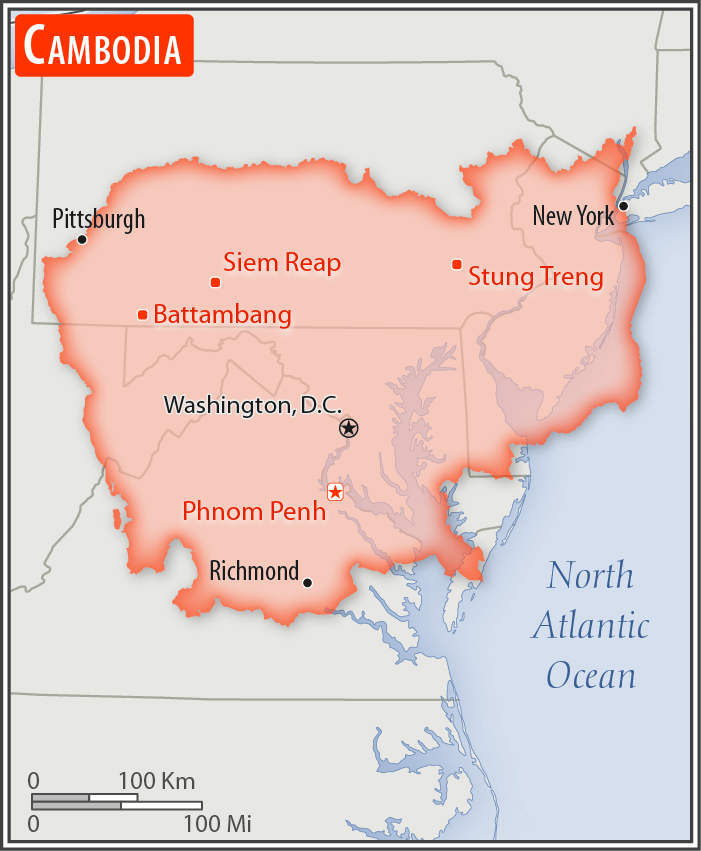 CAMBODIA
Pittsburgh
New York
Siem Reap
Stung Treng
Battambang
Washington, D.C.
Phnom Penh
Richmond
North
Atlantic
Ocean
0 100 Km
0 100 Mi